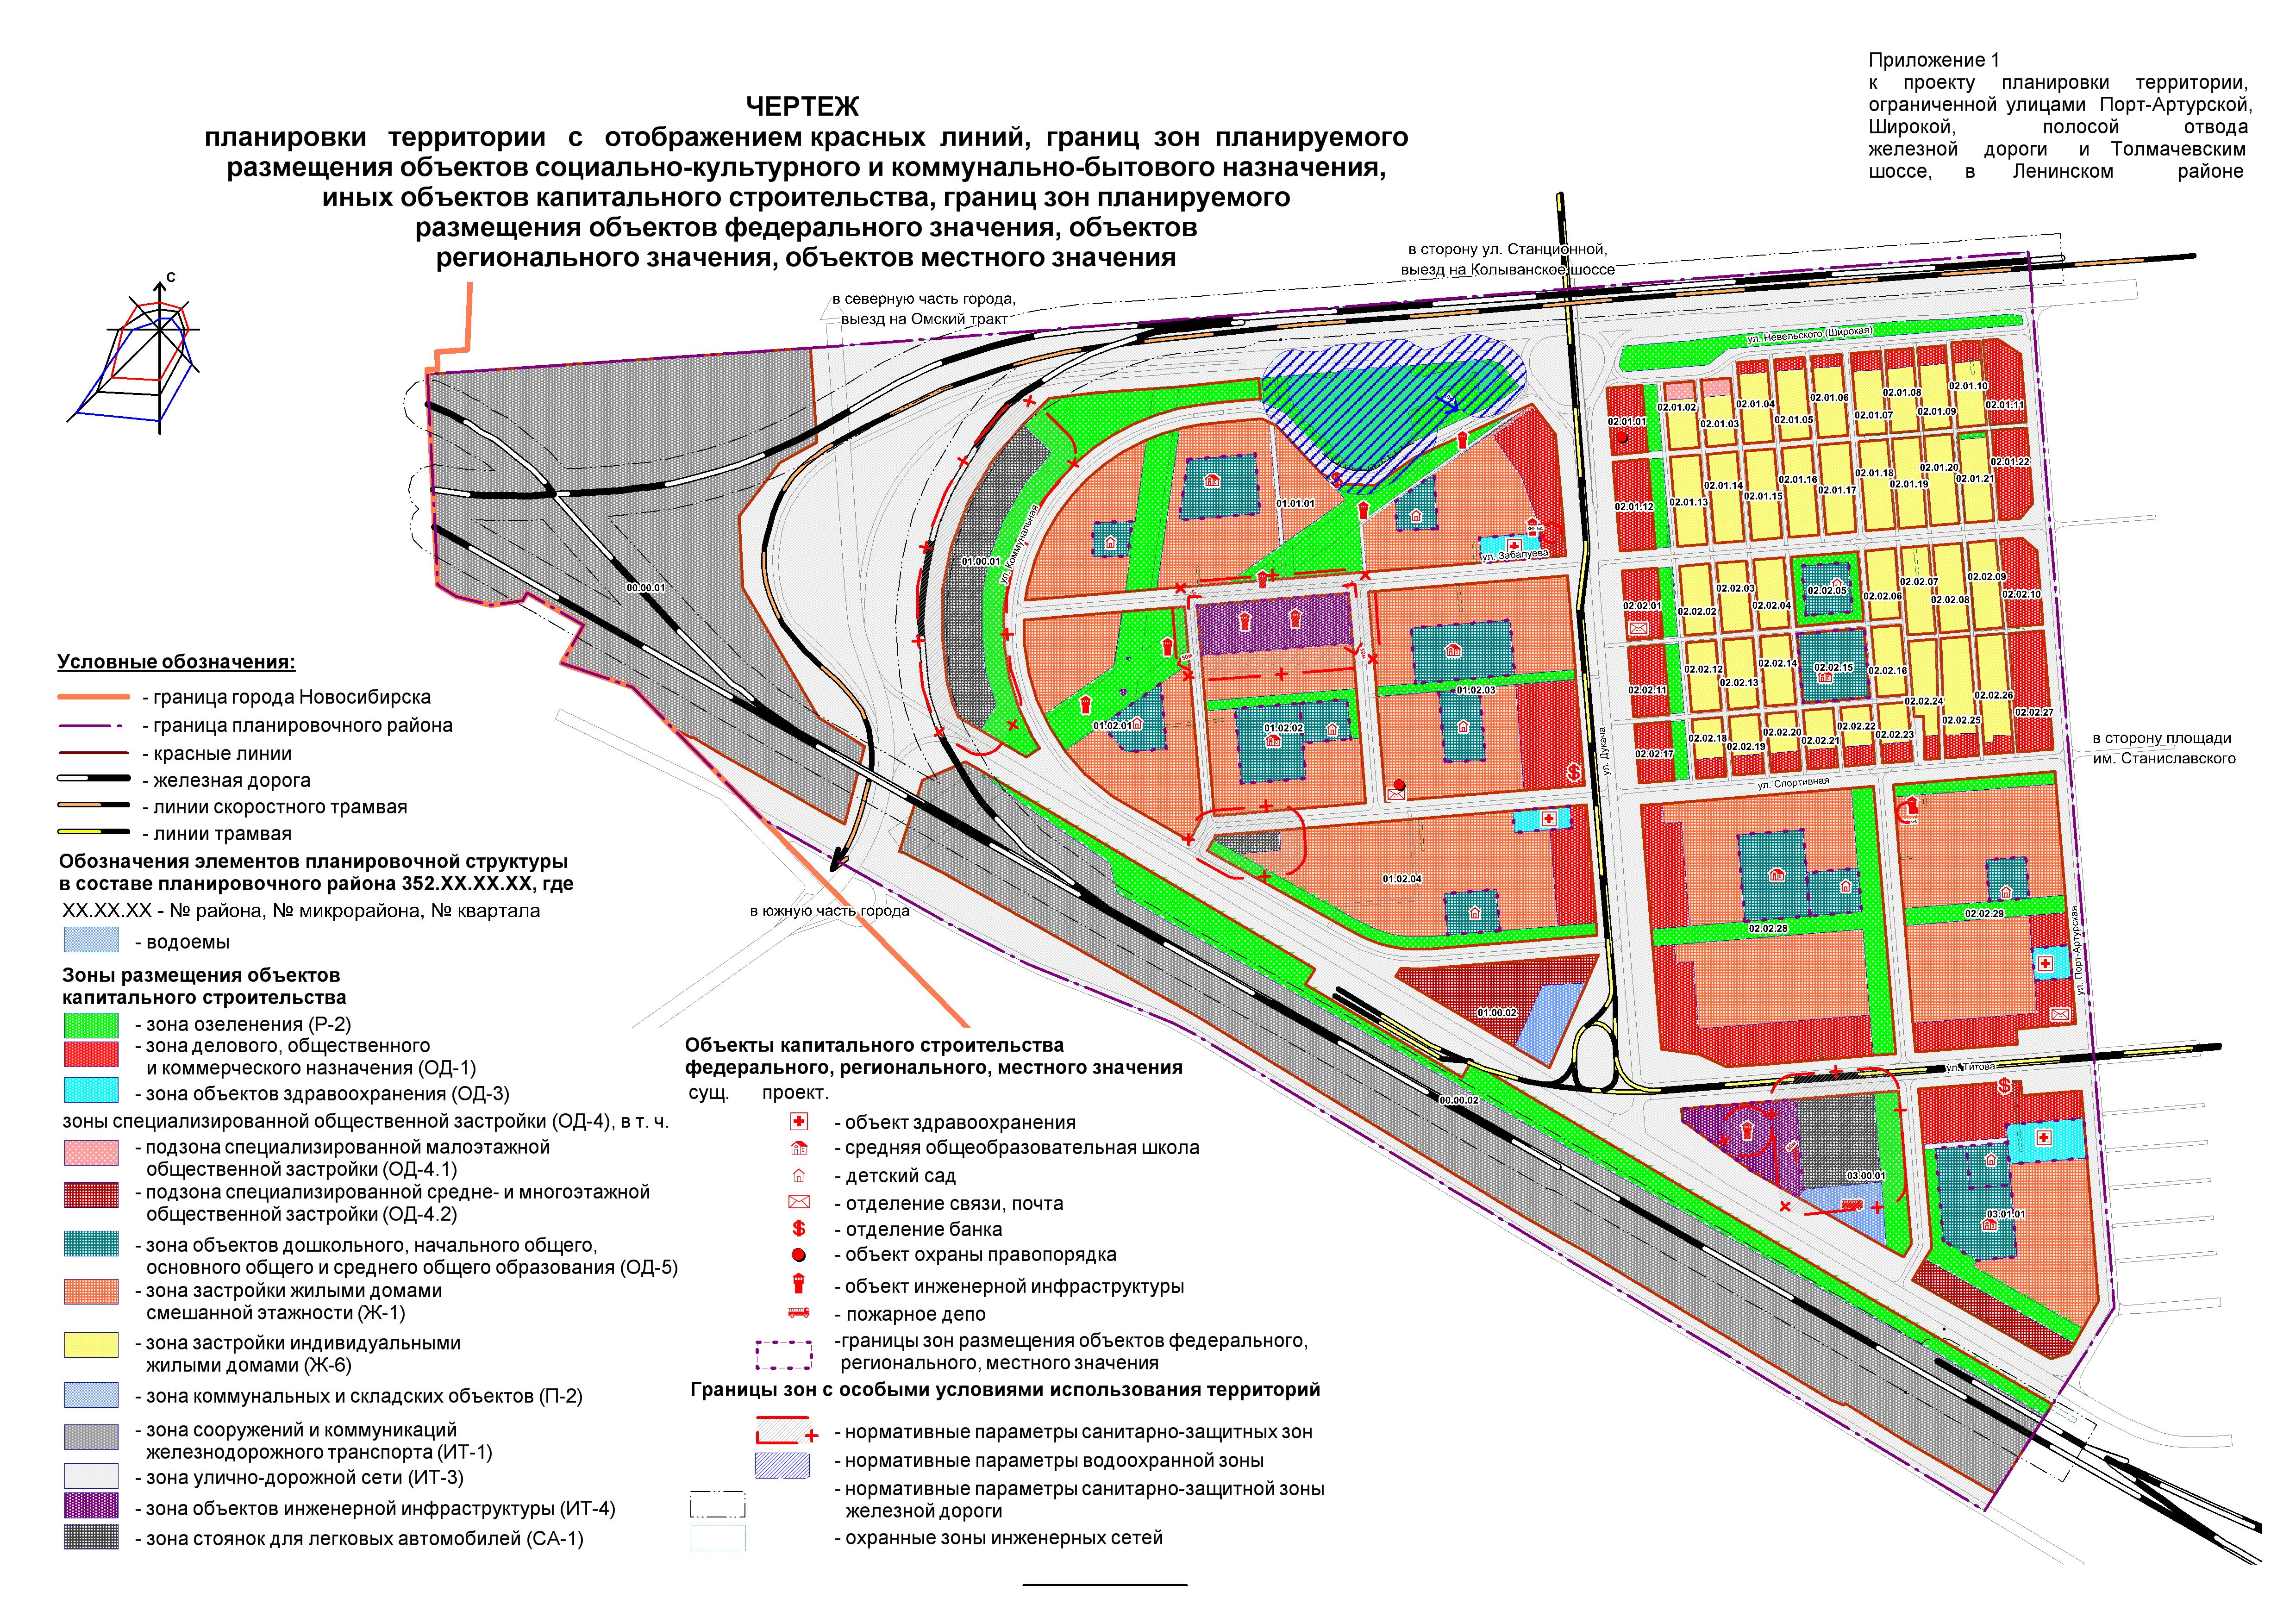 Приложение 1
к проекту планировки территории,
ограниченной улицами Порт-Артурской,
Широкой, полосой отвода
железной дороги и Толмачевским
шоссе, в Ленинском районе
ЧЕРТЕЖ
планировки территории с отображением красных линий, границ зон планируемого
размещения объектов социально-культурного и коммунально-бытового назначения,
иных объектов капитального строительства, границ зон планируемого
размещения объектов федерального значения, объектов
регионального значения, объектов местного значения
С
в сторону ул. Станционной,
выезд на Колыванское шоссе
в северную часть города,
выезд на Омский тракт
ул. Невельского (Широкая)
02.01.01
02.01.02
02.01.03
02.01.04
02.01.05
02.01.06
02.01.07
02.01.08
02.01.09
02.01.10
02.01.11
02.01.12
02.01.13
02.01.14
02.01.15
02.01.16
02.01.17
02.01.18
02.01.19
02.01.20
02.01.21
02.01.22
01.01.01
ул. Коммунальная
01.00.01
ул. Забалуева
00.00.01
02.02.01
02.02.02
02.02.03
02.02.04
02.02.05
02.02.06
02.02.07
02.02.08
02.02.09
02.02.10
02.02.11
02.02.12
02.02.13
02.02.14
02.02.15
02.02.16
02.02.17
02.02.18
02.02.19
02.02.20
02.02.21
02.02.22
02.02.23
02.02.24
02.02.25
02.02.26
02.02.27
01.02.01
01.02.02
01.02.03
ул. Дукача
ул. Спортивная
в сторону площади
им. Станиславского
01.02.04
02.02.28
02.02.29
ул. Порт-Артурская
в южную часть города
01.00.02
00.00.02
ул. Титова
03.00.01
03.01.01
Условные обозначения:
- граница города Новосибирска
- граница планировочного района
- красные линии
- железная дорога
- линии скоростного трамвая
- линии трамвая
Обозначения элементов планировочной структуры
в составе планировочного района 352.ХХ.ХХ.ХХ, где
ХХ.ХХ.ХХ - № района, № микрорайона, № квартала
- водоемы
Зоны размещения объектов
капитального строительства
- зона озеленения (Р-2)
- зона делового, общественного
и коммерческого назначения (ОД-1)
- зона объектов здравоохранения (ОД-3)
зоны специализированной общественной застройки (ОД-4), в т. ч.
- подзона специализированной малоэтажной
общественной застройки (ОД-4.1)
- подзона специализированной средне- и многоэтажной
общественной застройки (ОД-4.2)
- зона объектов дошкольного, начального общего,
основного общего и среднего общего образования (ОД-5)
- зона застройки жилыми домами
смешанной этажности (Ж-1)
- зона застройки индивидуальными
жилыми домами (Ж-6)
- зона коммунальных и складских объектов (П-2)
- зона сооружений и коммуникаций
железнодорожного транспорта (ИТ-1)
- зона улично-дорожной сети (ИТ-3)
- зона объектов инженерной инфраструктуры (ИТ-4)
- зона стоянок для легковых автомобилей (СА-1)
Объекты капитального строительства
федерального, регионального, местного значения
сущ. проект.
- объект здравоохранения
- средняя общеобразовательная школа
- детский сад
- отделение связи, почта
- отделение банка
- объект охраны правопорядка
- объект инженерной инфраструктуры
- пожарное депо
-границы зон размещения объектов федерального,
регионального, местного значения
Границы зон с особыми условиями использования территорий
- нормативные параметры санитарно-защитных зон
- нормативные параметры водоохранной зоны
- нормативные параметры санитарно-защитной зоны
железной дороги
- охранные зоны инженерных сетей